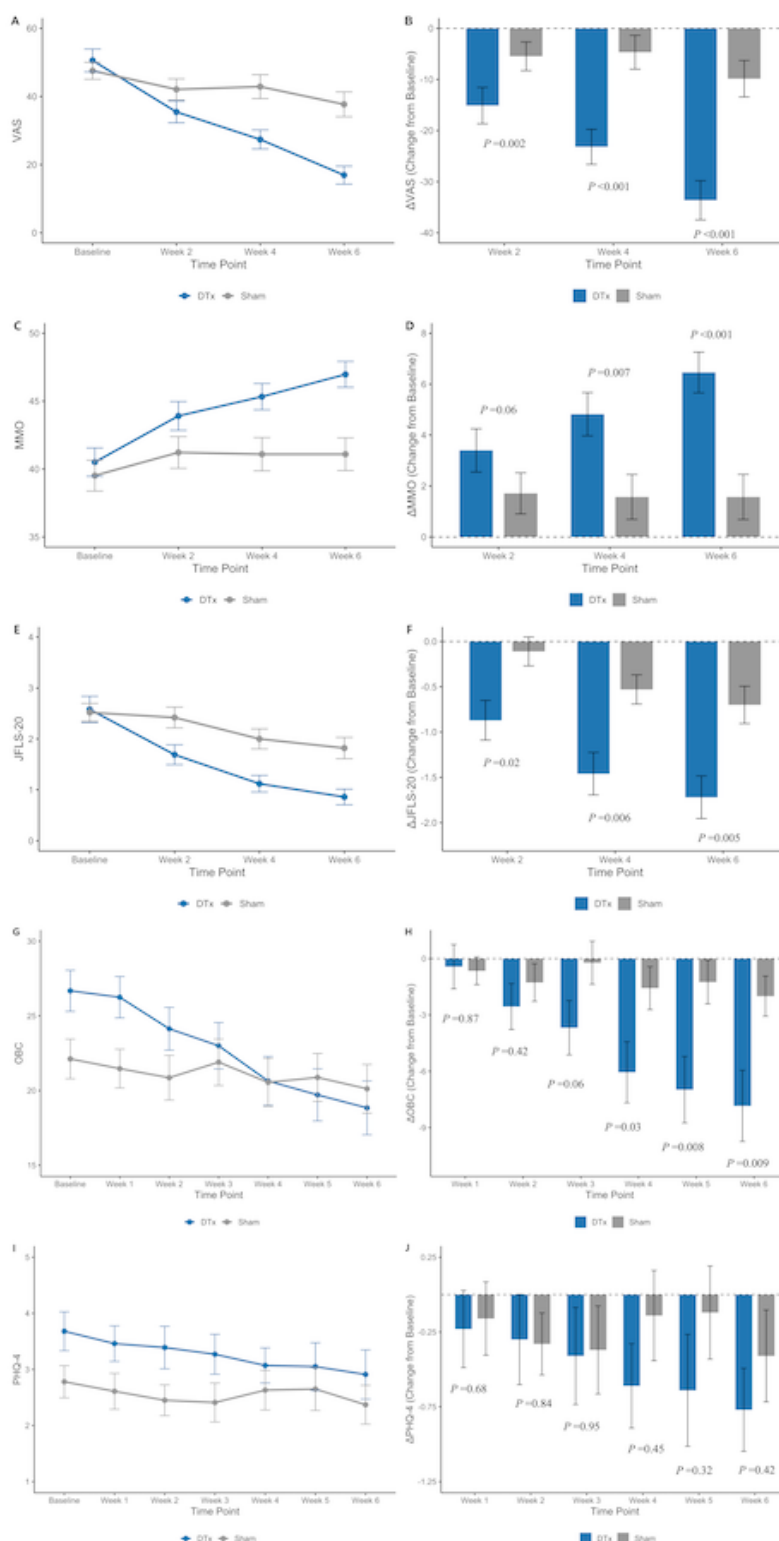 A
VAS
60
40
20
0
Baseline Week 2 Week 4 Week 6
Time Point
DTx Sham
B
ΔVAS (Change from Baseline)
0
-10
-20
-30
-40
P =0.002
P <0.001
P <0.001
Week 2 Week 4 Week 6
Time Point
DTx Sham
C
MMO
50
45
40
35
Baseline Week 2 Week 4 Week 6
Time Point
DTx Sham
D
ΔMMO (Change from Baseline)
8
6
4
2
0
P =0.06
P =0.007
P <0.001
Week 2 Week 4 Week 6
Time Point
DTx Sham
E
JFLS-20
4
3
2
1
0
Baseline Week 2 Week 4 Week 6
Time Point
DTx Sham
F
ΔJFLS-20 (Change from Baseline)
0.0
-0.5
-1.0
-1.5
-2.0
P =0.02
P =0.006
P =0.005
Week 2 Week 4 Week 6
Time Point
DTx Sham
G
OBC
30
25
20
15
Baseline Week 1 Week 2 Week 3 Week 4 Week 5 Week 6
Time Point
DTx Sham
H
ΔOBC (Change from Baseline)
0
-3
-6
-9
P =0.87
P =0.42
P =0.06
P =0.03
P =0.008
P =0.009
Week 1 Week 2 Week 3 Week 4 Week 5 Week 6
Time Point
DTx Sham
I
PHQ-4
5
4
3
2
1
Baseline Week 1 Week 2 Week 3 Week 4 Week 5 Week 6
Time Point
DTx Sham
J
ΔPHQ-4 (Change from Baseline)
0.25
-0.25
-0.75
-1.25
P =0.68
P =0.84
P =0.95
P =0.45
P =0.32
P =0.42
Week 1 Week 2 Week 3 Week 4 Week 5 Week 6
Time Point
DTx Sham